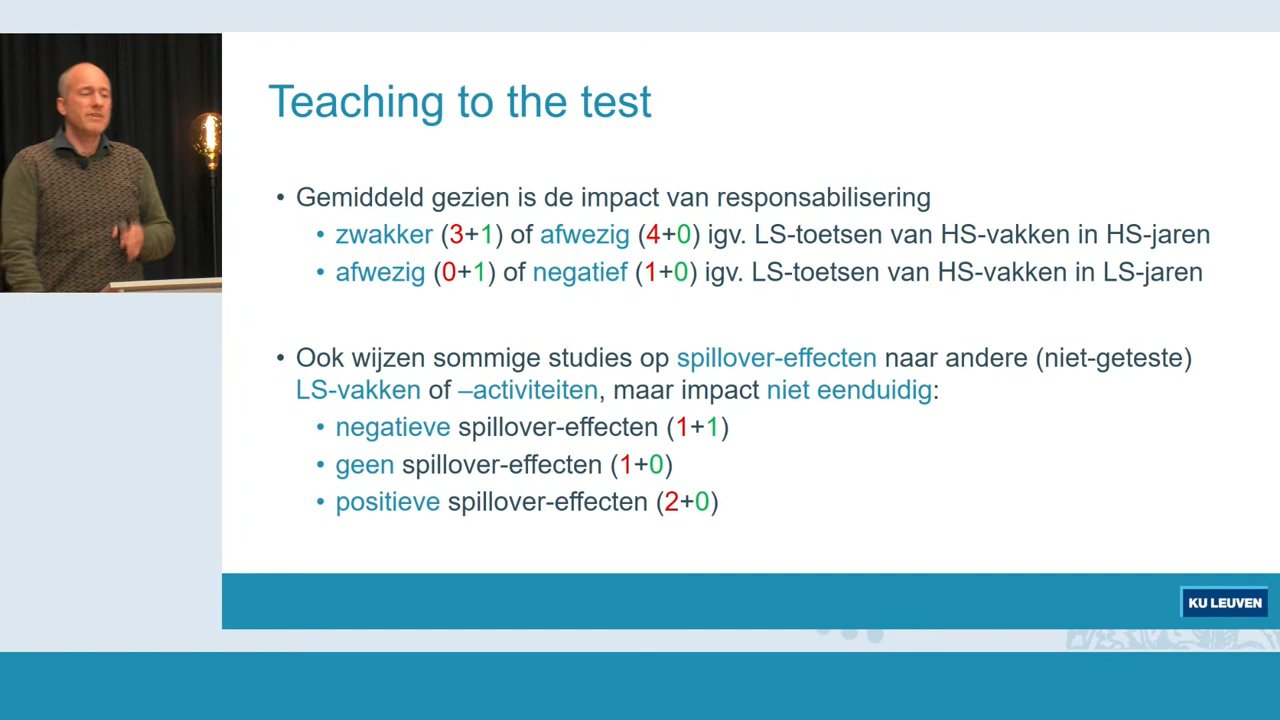 Teaching to the test
• Gemiddeld gezien is de impact van responsabilisering
• zwakker (3+1) of afwezig (4+0) igv. LS-toetsen van HS-vakken in HS-jaren
• afwezig (0+1) of negatief (1+0) igv. LS-toetsen van HS-vakken in LS-jaren
• Ook wijzen sommige studies op spillover-effecten naar andere (niet-geteste)
LS-vakken of –activiteiten, maar impact niet eenduidig:
• negatieve spillover-effecten (1+1)
• geen spillover-effecten (1+0)
• positieve spillover-effecten (2+0)
KU LEUVEN